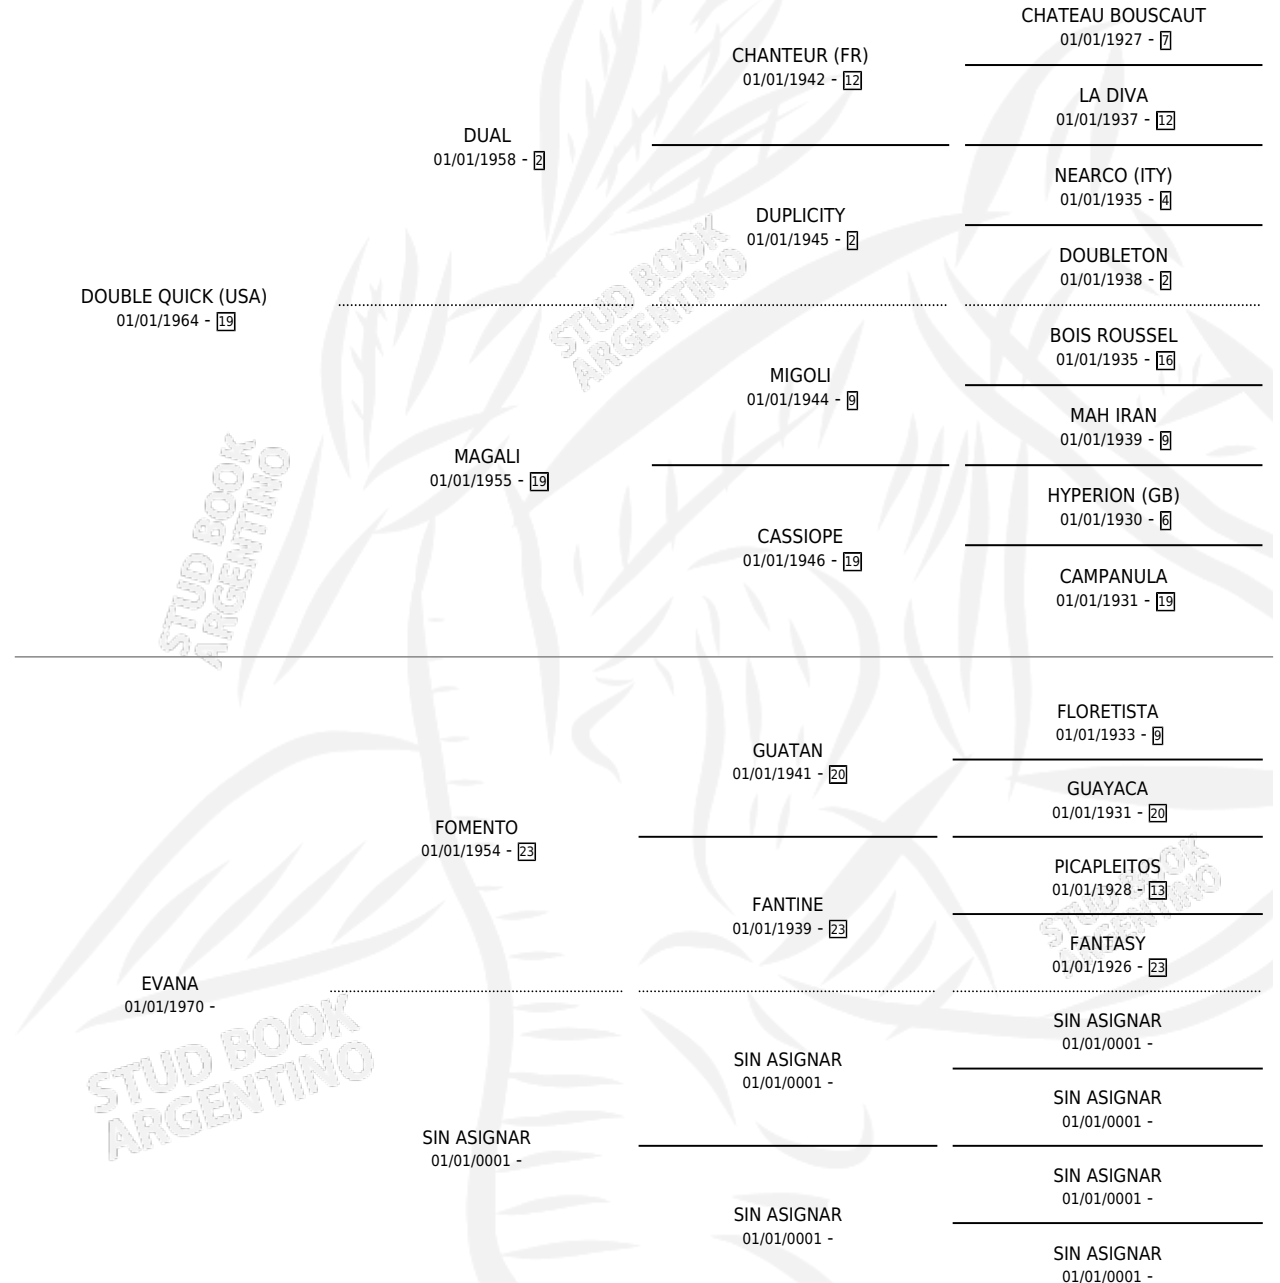 CHATEAU BOUSCAUT
01/01/1927 - 7
CHANTEUR (FR)
01/01/1942 - 12
LA DIVA
01/01/1937 - 12
DUAL
01/01/1958 - 2
NEARCO (ITY)
01/01/1935 - 4
DUPLICITY
01/01/1945 - 2
DOUBLETON
01/01/1938 - 2
DOUBLE QUICK (USA)
01/01/1964 - 19
BOIS ROUSSEL
01/01/1935 - 16
MIGOLI
01/01/1944 - 9
MAH IRAN
01/01/1939 - 9
MAGALI
01/01/1955 - 19
HYPERION (GB)
01/01/1930 - 6
CASSIOPE
01/01/1946 - 19
CAMPANULA
01/01/1931 - 19
FLORETISTA
01/01/1933 - 9
GUATAN
01/01/1941 - 20
GUAYACA
01/01/1931 - 20
FOMENTO
01/01/1954 - 23
PICAPLEITOS
01/01/1928 - 13
FANTINE
01/01/1939 - 23
FANTASY
01/01/1926 - 23
EVANA
01/01/1970 -
SIN ASIGNAR
01/01/0001 -
SIN ASIGNAR
01/01/0001 -
SIN ASIGNAR
01/01/0001 -
SIN ASIGNAR
01/01/0001 -
SIN ASIGNAR
01/01/0001 -
SIN ASIGNAR
01/01/0001 -
SIN ASIGNAR
01/01/0001 -
STUD BOOK
ARGENTINO
STUD BOOK
ARGENTINO
STUD BOOK
ARGENTINO
STUD BOOK
ARGENTINO